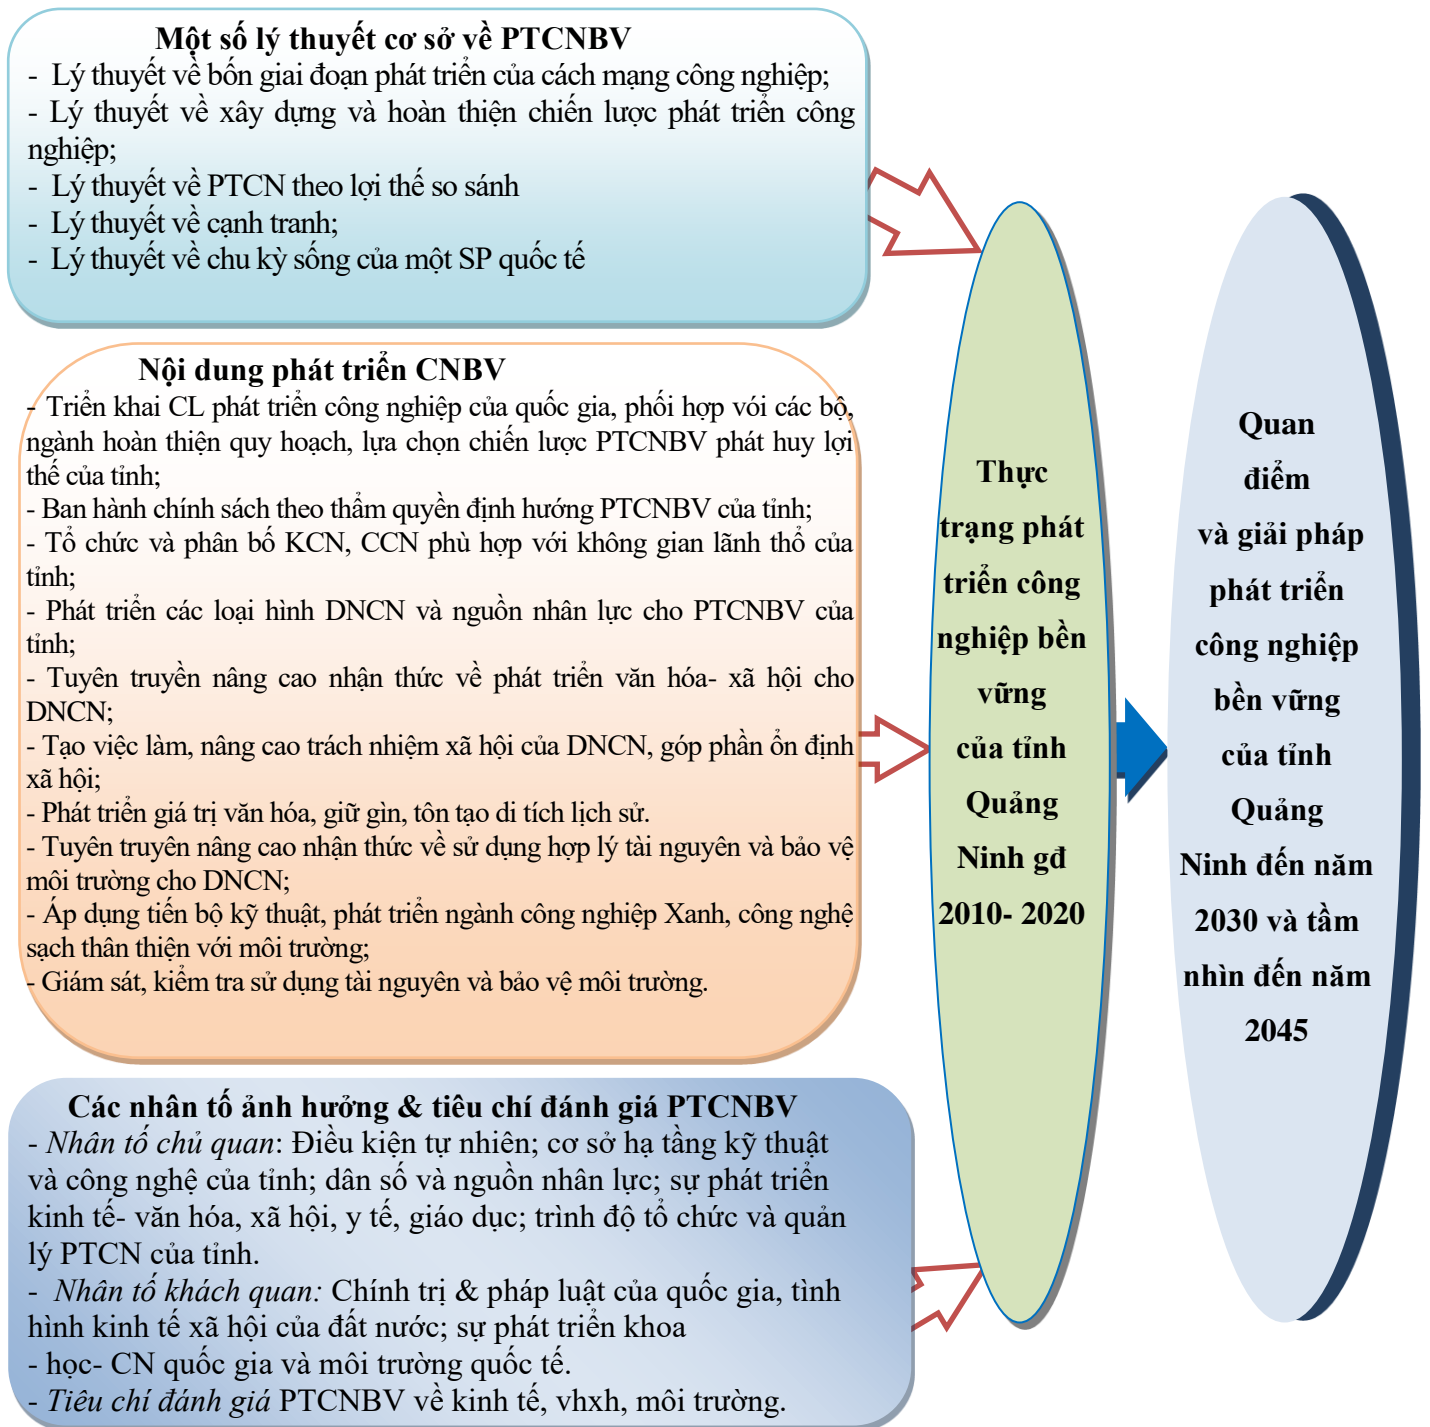 Một số lý thuyết cơ sở về PTCNBV
- Lý thuyết về bốn giai đoạn phát triển của cách mạng công nghiệp;
- Lý thuyết về xây dựng và hoàn thiện chiến lược phát triển công
nghiệp;
- Lý thuyết về PTCN theo lợi thế so sánh
- Lý thuyết về cạnh tranh;
- Lý thuyết về chu kỳ sống của một SP quốc tế
Nội dung phát triển CNBV
- Triển khai CL phát triển công nghiệp của quốc gia, phối hợp vói các bộ,
ngành hoàn thiện quy hoạch, lựa chọn chiến lược PTCNBV phát huy lợi
thế của tỉnh;
- Ban hành chính sách theo thẩm quyền định hướng PTCNBV của tỉnh;
- Tổ chức và phân bố KCN, CCN phù hợp với không gian lãnh thổ của
tỉnh;
- Phát triển các loại hình DNCN và nguồn nhân lực cho PTCNBV của
tỉnh;
- Tuyên truyền nâng cao nhận thức về phát triển văn hóa- xã hội cho
DNCN;
- Tạo việc làm, nâng cao trách nhiệm xã hội của DNCN, góp phần ổn định
xã hội;
- Phát triển giá trị văn hóa, giữ gìn, tôn tạo di tích lịch sử.
- Tuyên truyên nâng cao nhận thức về sử dụng hợp lý tài nguyên và bảo vệ
môi trường cho DNCN;
- Áp dụng tiến bộ kỹ thuật, phát triển ngành công nghiệp Xanh, công nghệ
sạch thân thiện với môi trường;
- Giám sát, kiểm tra sử dụng tài nguyên và bảo vệ môi trường.
Các nhân tố ảnh hưởng & tiêu chí đánh giá PTCNBV
- Nhân tố chủ quan: Điều kiện tự nhiên; cơ sở hạ tầng kỹ thuật
và công nghệ của tỉnh; dân số và nguồn nhân lực; sự phát triển
kinh tế- văn hóa, xã hội, y tế, giáo dục; trình độ tổ chức và quản
lý PTCN của tỉnh.
- Nhân tố khách quan: Chính trị & pháp luật của quốc gia, tình
hình kinh tế xã hội của đất nước; sự phát triển khoa
- học- CN quốc gia và môi trường quốc tế.
- Tiêu chí đánh giá PTCNBV về kinh tế, vhxh, môi trường.
Thực
trạng phát
triển công
nghiệp bền
vững
của tỉnh
Quảng
Ninh gđ
2010- 2020
Quan
điểm
và giải pháp
phát triển
công nghiệp
bền vững
của tỉnh
Quảng
Ninh đến năm
2030 và tầm
nhìn đến năm
2045